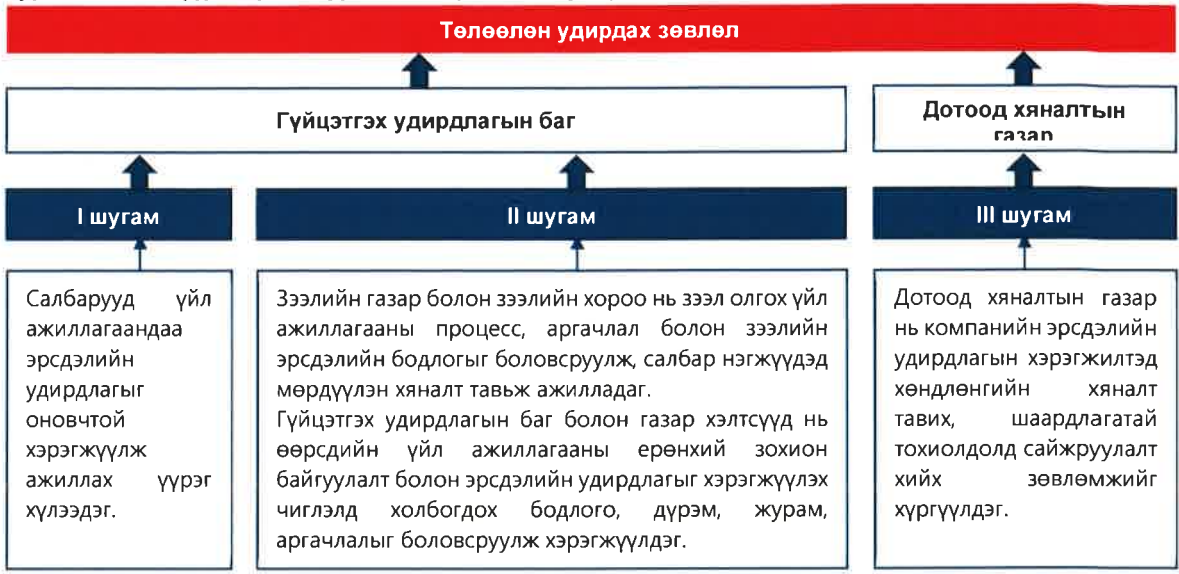 Төлөөлөн удирдах зөвлөл
Гүйцэтгэх удирдлагын баг
Дотоод хяналтын
газар
I шугам
II шугам
III шугам
Салбарууд үйл
ажиллагаандаа
эрсдэлийн
удирдлагыг
оновчтой
хэрэгжүүлж
ажиллах үүрэг
хүлээдэг.
Зээлийн газар болон зээлийн хороо нь зээл олгох үйл
ажиллагааны процесс, аргачлал болон зээлийн
эрсдэлийн бодлогыг боловсруулж, салбар нэгжүүдэд
мөрдүүлэн хяналт тавьж ажилладаг.
Гүйцэтгэх удирдлагын баг болон газар хэлтсүүд нь
өөрсдийн үйл ажиллагааны ерөнхий зохион
байгуулалт болон эрсдэлийн удирдлагыг хэрэгжүүлэх
чиглэлд холбогдох бодлого, дүрэм, журам,
аргачлалыг боловсруулж хэрэгжүүлдэг.
Дотоод хяналтын газар
нь компанийн эрсдэлийн
удирдлагын хэрэгжилтэд
хөндлөнгийн хяналт
тавих, шаардлагатай
тохиолдолд сайжруулалт
хийх зөвлөмжийг
хүргүүлдэг.